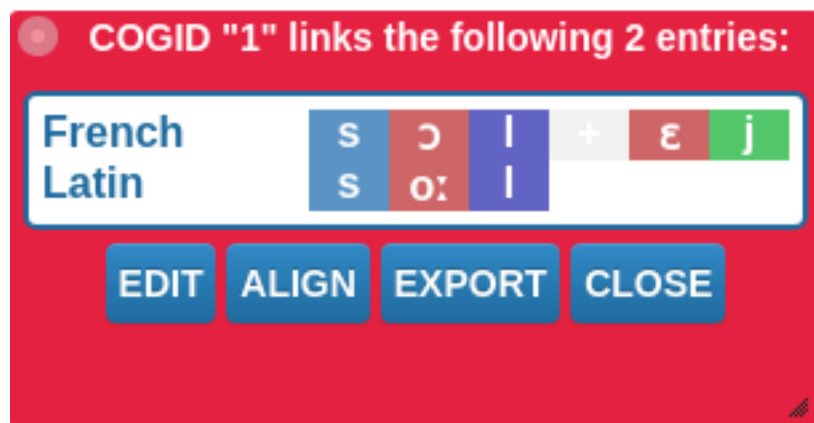 COGID "1" links the following 2 entries:
French s ɔ l + ɛ j
Latin s oː l
EDIT ALIGN EXPORT CLOSE